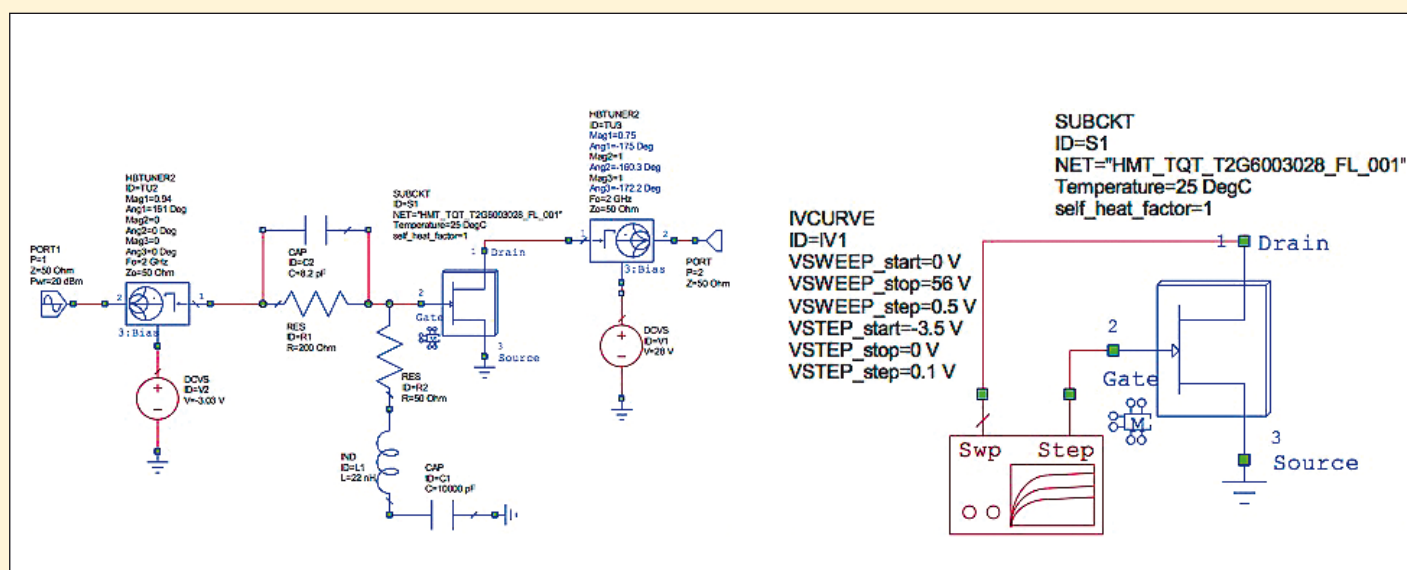 HBTUNER2
ID=TU2
Mag1=0.94
Ang1=161 Deg
Mag2=0
Ang2=0 Deg
Mag3=0
Ang3=0 Deg
Fo=2 GHz
Zo=50 Ohm
PORT1
P=1
Z=50 Ohm
Pwr=20 dBm
2
1
3:Bias
DCVS
ID=V2
V=-3.03 V
CAP
ID=C2
C=8.2 pF
RES
ID=R1
R=200 Ohm
RES
ID=R2
R=50 Ohm
IND
ID=L1
L=22 nH
CAP
ID=C1
C=10000 pF
SUBCKT
ID=S1
NET="HMT_TQT_T2G6003028_FL_001"
Temperature=25 DegC
self_heat_factor=1
1
Drain
2
Gate
M
3
Source
HBTUNER2
ID=TU3
Mag1=0.75
Ang1=-175 Deg
Mag2=1
Ang2=-160.3 Deg
Mag3=1
Ang3=-172.2 Deg
Fo=2 GHz
Zo=50 Ohm
1
2
3:Bias
PORT
P=2
Z=50 Ohm
DCVS
ID=V1
V=28 V
IVCURVE
ID=IV1
VSWEEP_start=0 V
VSWEEP_stop=56 V
VSWEEP_step=0.5 V
VSTEP_start=-3.5 V
VSTEP_stop=0 V
VSTEP_step=0.1 V
SUBCKT
ID=S1
NET="HMT_TQT_T2G6003028_FL_001"
Temperature=25 DegC
self_heat_factor=1
1
Drain
2
Gate
M
3
Source
Swp
Step